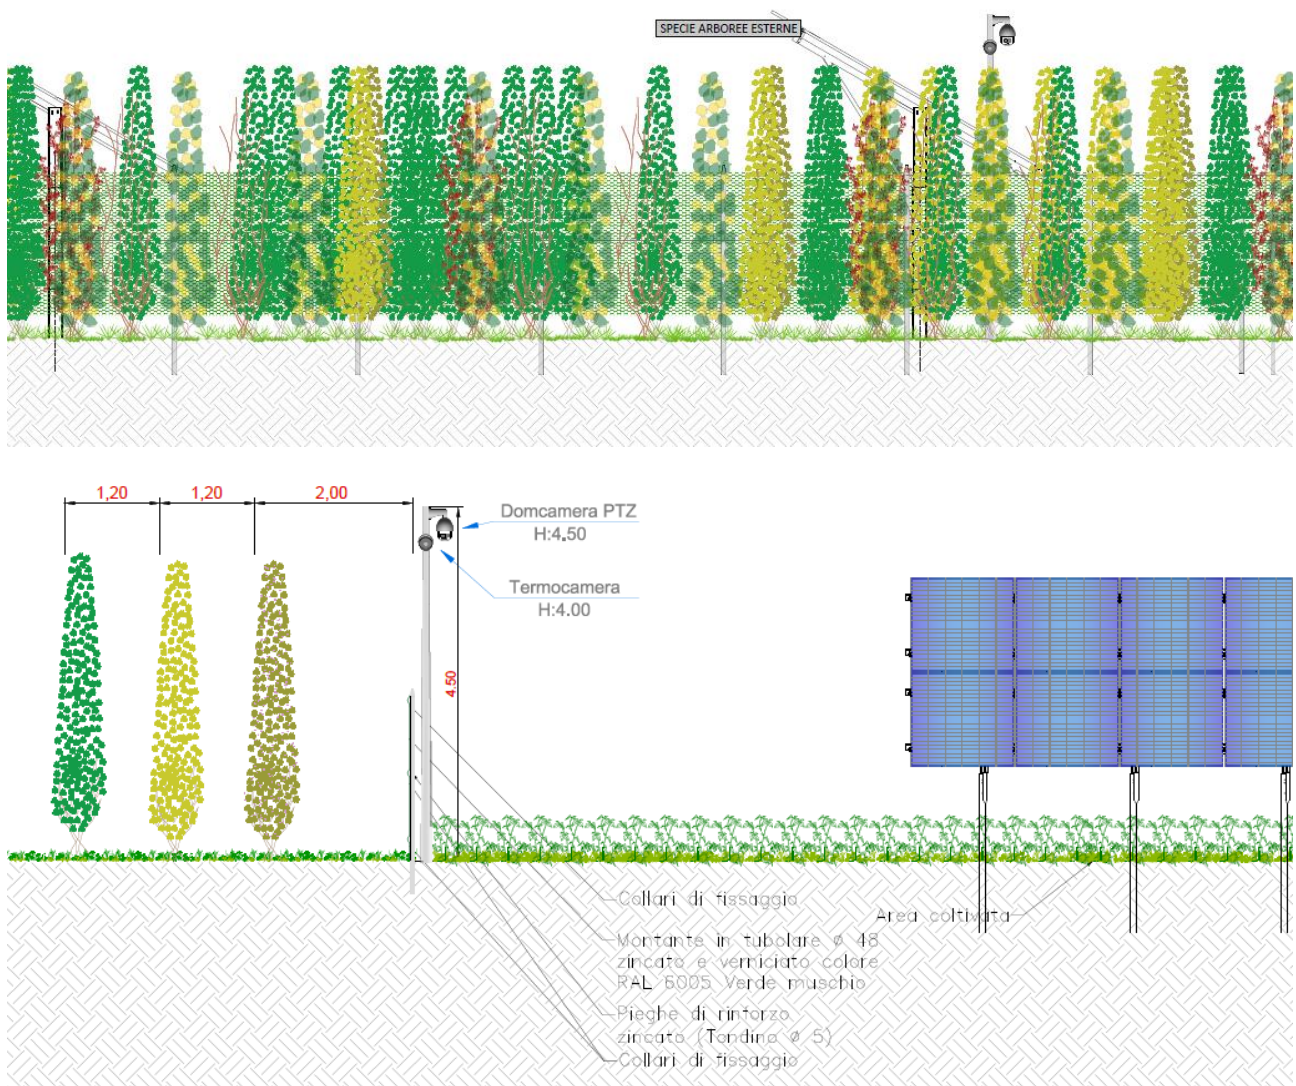 SPECIE ARBOREE ESTERNE
1,20
1,20
2,00
Domcamera PTZ
H:4.50
Termocamera
H:4.00
4.50
Collari di fissaggio
Area coltivata
Montante in tubolare ø 48
zincato e verniciato colore
RAL 6005 Verde muschio
Pieghe di rinforzo
zincato (Tondino ø 5)
Collari di fissaggio